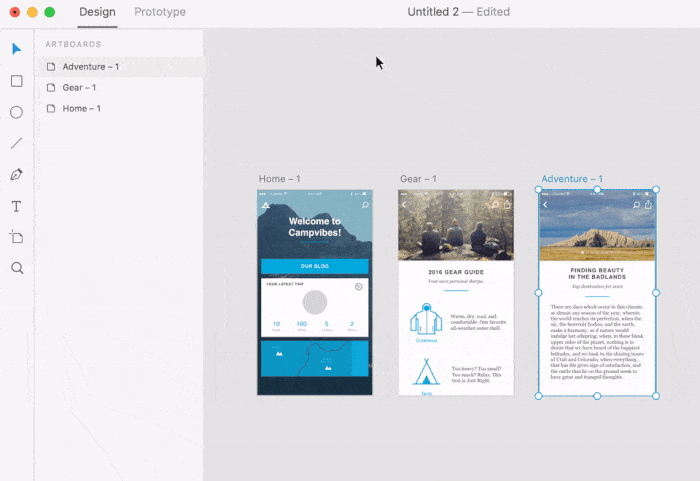 Design Prototype Untitled 2 — Edited
ARTBOARDS
Adventure – 1
Gear – 1
Home – 1
Home – 1 Gear – 1 Adventure – 1
Welcome to
Campvibes!
OUR BLOG
YOUR LATEST TRIP
2016 GEAR GUIDE
Your own personal sherpa.
Warm, dry, cool, and
comfortable. Our favorite
all-weather outer shell.
Outerwear
Too heavy? Too small?
Too much? Relax. This
tent is Just Right.
FINDING BEAUTY
IN THE BADLANDS
Top destination for 2016
There are days which occur in this climate,
at almost any season of the year, wherein
the world reaches its perfection, when the
air, the heavenly bodies, and the earth,
make a harmony, as if nature would
indulge her offspring; when, in these bleak
upper sides of the planet, nothing is to
desire that we have heard of the happiest
latitudes, and we bask in the shining hours
of Utah and Colorado; when everything
that has life gives sign of satisfaction, and
the cattle that lie on the ground seem to
have great and tranquil thoughts.